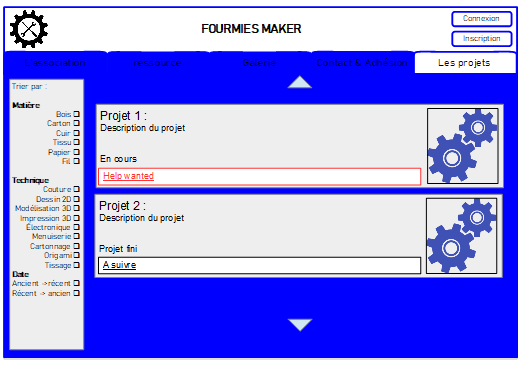 FOURMIES MAKER
Connexion
Inscription
L'association
ressource
Galerie
Contact & Adhésion
Les projets
Trier par :
Matière
Bois
Carton
Cuir
Tissu
Papier
Fil
Technique
Couture
Dessin 2D
Modélisation 3D
Impression 3D
Électronique
Menuiserie
Cartonnage
Origami
Tissage
Date
Ancient ->récent
Récent -> ancien
Projet 1 :
Description du projet
En cours
Help wanted
Projet 2 :
Description du projet
Projet fini
A suivre